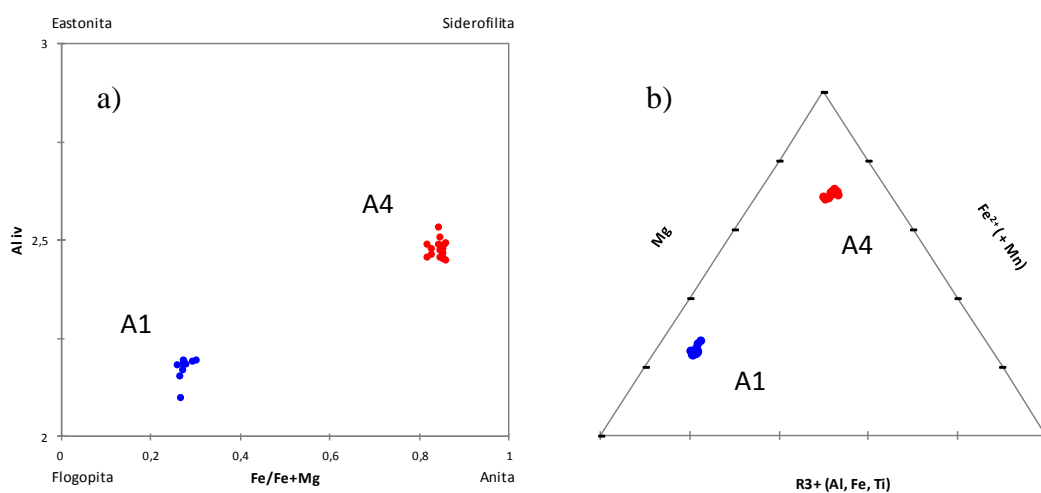 Eastonita Siderofilita
3
a)
A4
Al iv
2,5
A1
2
0 0,2 0,4 0,6 0,8 1
Flogopita Fe/Fe+Mg Anita
b)
Mg
Fe²⁺( + Mn)
A4
A1
R3+ (Al, Fe, Ti)